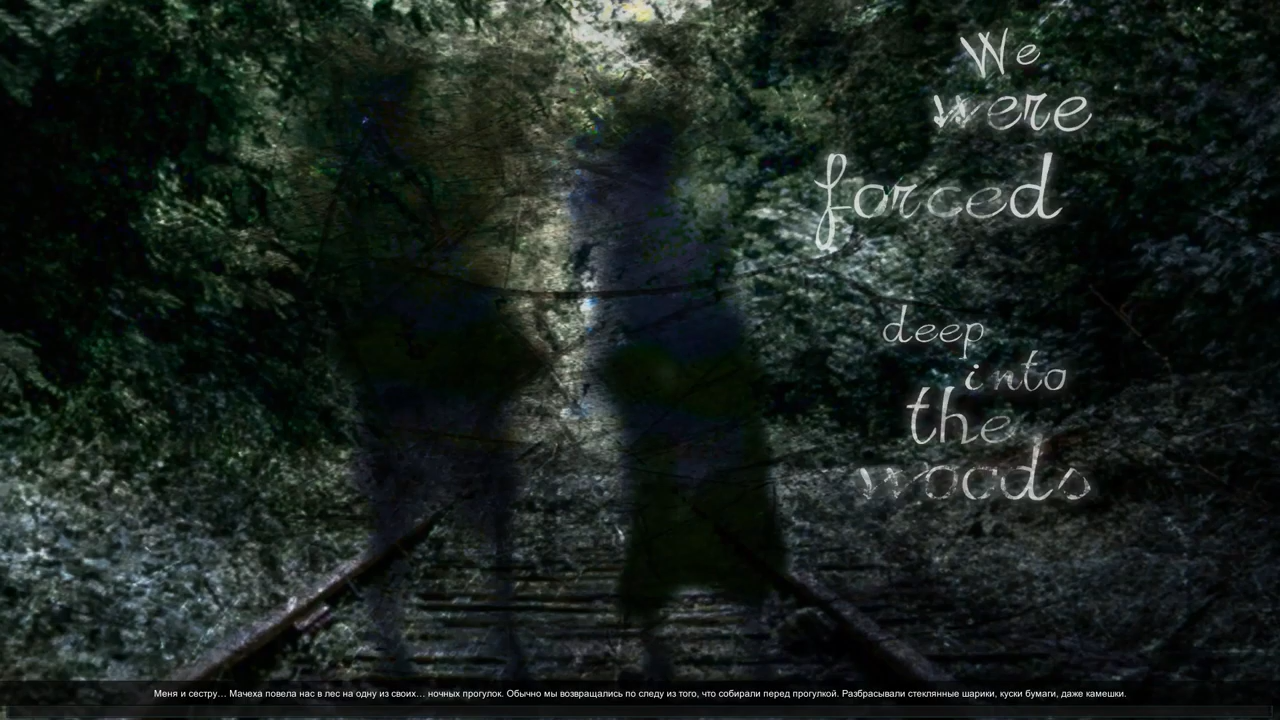 We
were
forced
deep
into
the
woods
Меня и сестру... Мачеха повела нас в лес на одну из своих... ночных прогулок. Обычно мы возвращались по следу из того, что собирали перед прогулкой. Разбрасывали стеклянные шарики, куски бумаги, даже камешки.